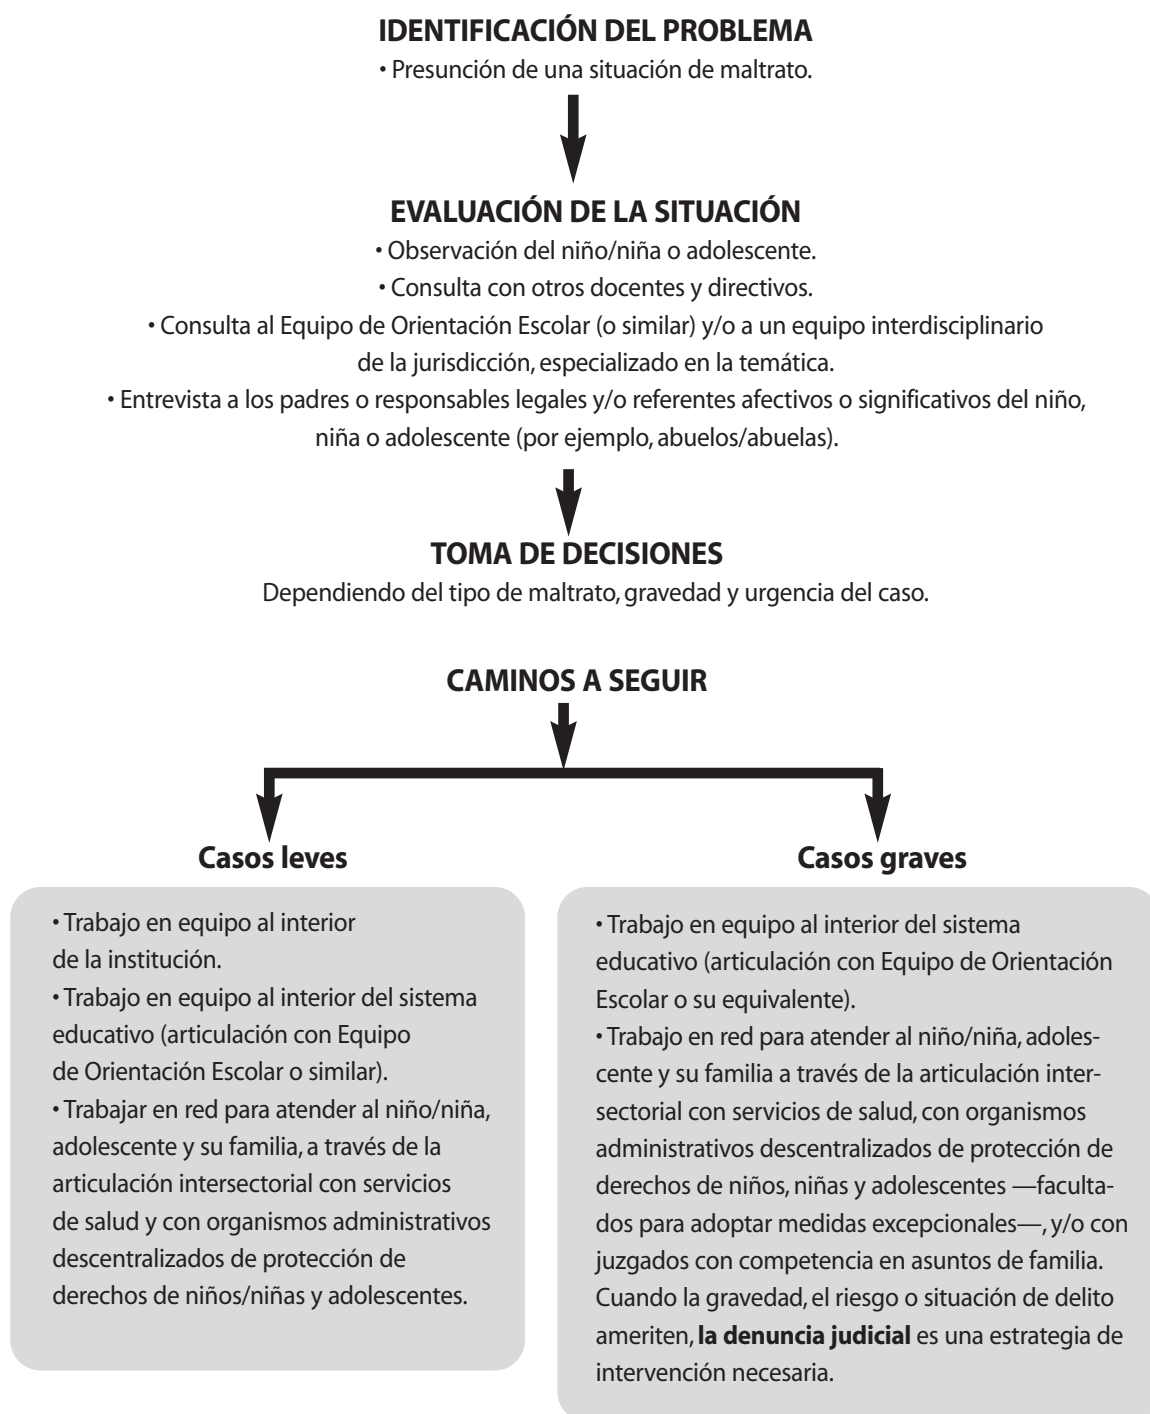 IDENTIFICACIÓN DEL PROBLEMA
• Presunción de una situación de maltrato.
EVALUACIÓN DE LA SITUACIÓN
• Observación del niño/niña o adolescente.
• Consulta con otros docentes y directivos.
• Consulta al Equipo de Orientación Escolar (o similar) y/o a un equipo interdisciplinario
de la jurisdicción, especializado en la temática.
• Entrevista a los padres o responsables legales y/o referentes afectivos o significativos del niño,
niña o adolescente (por ejemplo, abuelos/abuelas).
TOMA DE DECISIONES
Dependiendo del tipo de maltrato, gravedad y urgencia del caso.
CAMINOS A SEGUIR
Casos leves
• Trabajo en equipo al interior
de la institución.
• Trabajo en equipo al interior del sistema
educativo (articulación con Equipo
de Orientación Escolar o similar).
• Trabajar en red para atender al niño/niña,
adolescente y su familia, a través de la
articulación intersectorial con servicios
de salud y con organismos administrativos
descentralizados de protección de
derechos de niños/niñas y adolescentes.
Casos graves
• Trabajo en equipo al interior del sistema
educativo (articulación con Equipo de Orientación
Escolar o su equivalente).
• Trabajo en red para atender al niño/niña, adoles-
cente y su familia a través de la articulación inter-
sectorial con servicios de salud, con organismos
administrativos descentralizados de protección de
derechos de niños, niñas y adolescentes —faculta-
dos para adoptar medidas excepcionales—, y/o con
juzgados con competencia en asuntos de familia.
Cuando la gravedad, el riesgo o situación de delito
ameriten, la denuncia judicial es una estrategia de
intervención necesaria.